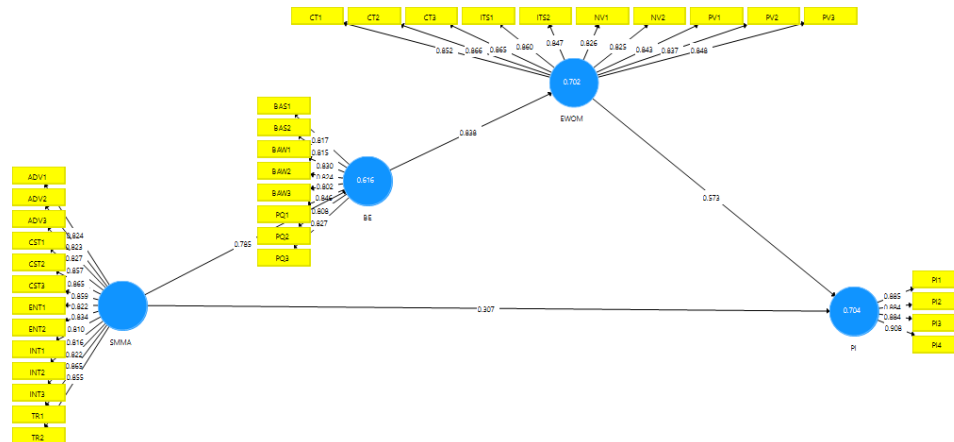 CT1
CT2
CT3
ITS1
ITS2
NV1
NV2
PV1
PV2
PV3
0.852
0.866
0.865
0.860
0.847
0.826
0.825
0.843
0.837
0.848
0.702
EWOM
BAS1
BAS2
BAW1
BAW2
BAW3
PQ1
PQ2
PQ3
0.817
0.815
0.830
0.802
0.846
0.808
0.827
0.616
BE
0.838
0.573
0.785
0.307
ADV1
ADV2
ADV3
CST1
CST2
CST3
ENT1
ENT2
INT1
INT2
INT3
TR1
TR2
0.824
0.823
0.827
0.857
0.865
0.859
0.822
0.834
0.810
0.816
0.822
0.865
0.855
SMMA
0.704
PI
0.885
0.884
0.908
PI1
PI2
PI3
PI4